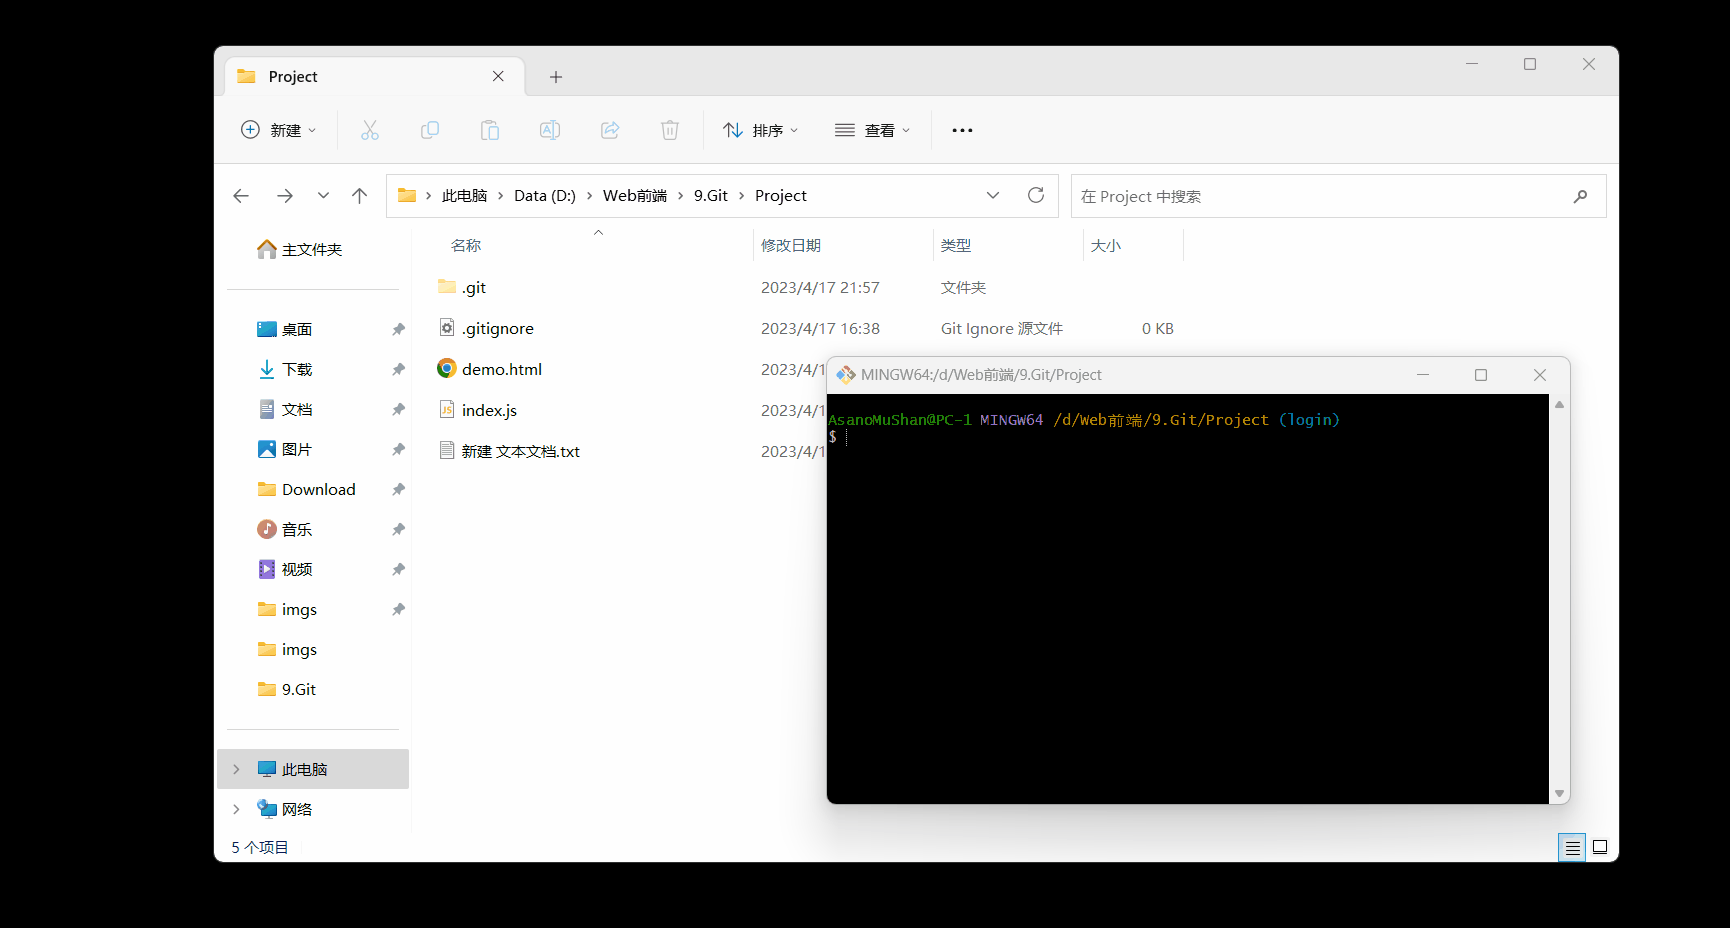 Project
新建
排序
查看
此电脑 Data (D:) Web前端 9.Git Project
在 Project 中搜索
名称 修改日期 类型 大小
.git 2023/4/17 21:57 文件夹
.gitignore 2023/4/17 16:38 Git Ignore 源文件 0 KB
demo.html 2023/4/1
index.js 2023/4/1
新建 文本文档.txt 2023/4/1
主文件夹
桌面
下载
文档
图片
Download
音乐
视频
imgs
imgs
9.Git
此电脑
网络
5 个项目
MINGW64:/d/Web前端/9.Git/Project
AsanoMuShan@PC-1 MINGW64 /d/Web前端/9.Git/Project (login)
$